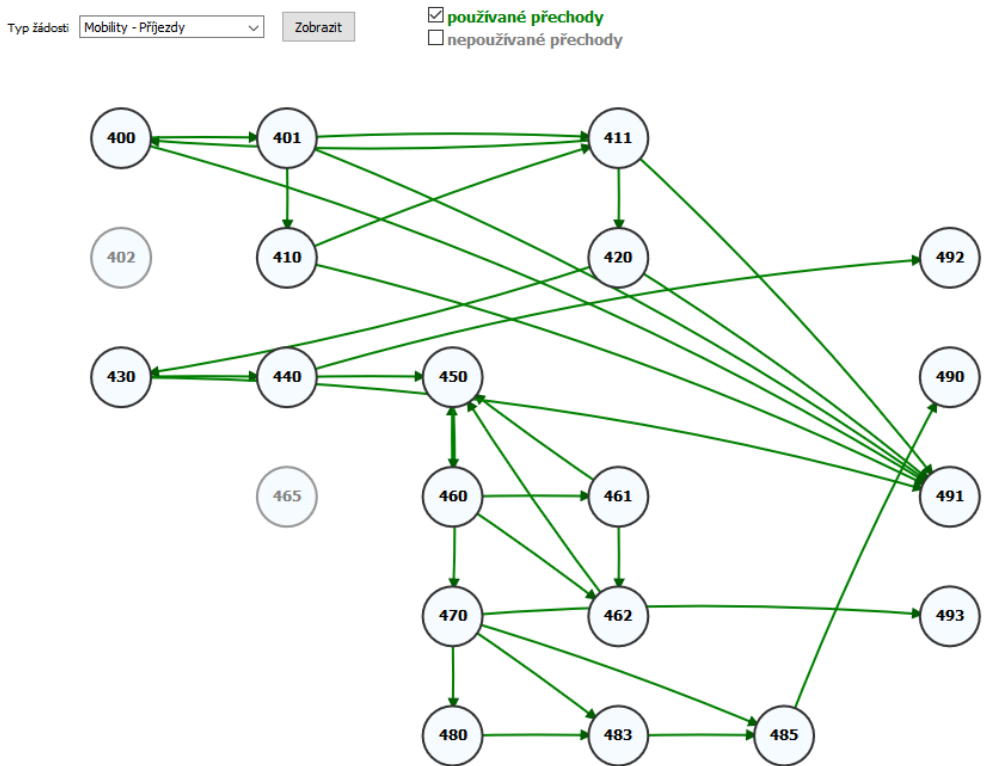 Typ žádosti Mobility - Příjezdy Zobrazit
používané přechody
nepoužívané přechody
400 401 411
402 410 420 492
430 440 450 490
465 460 461 491
470 462 493
480 483 485